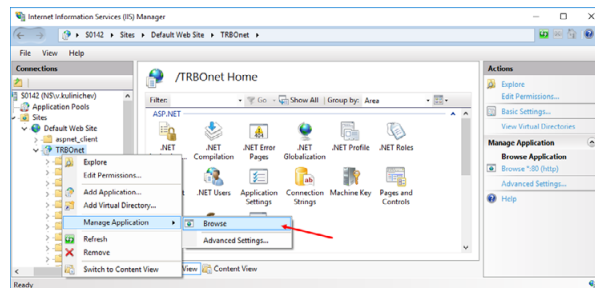 Internet Information Services (IIS) Manager
S0142 Sites Default Web Site TRBOnet
File View Help
Connections
S0142 (NS\v.kulinichev)
Application Pools
Sites
Default Web Site
aspnet_client
TRBOnet
Explore
Edit Permissions...
Add Application...
Add Virtual Directory...
Manage Application
Refresh
Remove
Switch to Content View
Browse
Advanced Settings...
/TRBOnet Home
Filter: Go Show All Group by: Area
ASP.NET
.NET
.NET Compilation
.NET Error Pages
.NET Globalization
.NET Profile
.NET Roles
.NET Users
Application Settings
Connection Strings
Machine Key
Pages and Controls
View Content View
Actions
Explore
Edit Permissions...
Basic Settings...
View Virtual Directories
Manage Application
Browse Application
Browse *:80 (http)
Advanced Settings...
Help
Ready